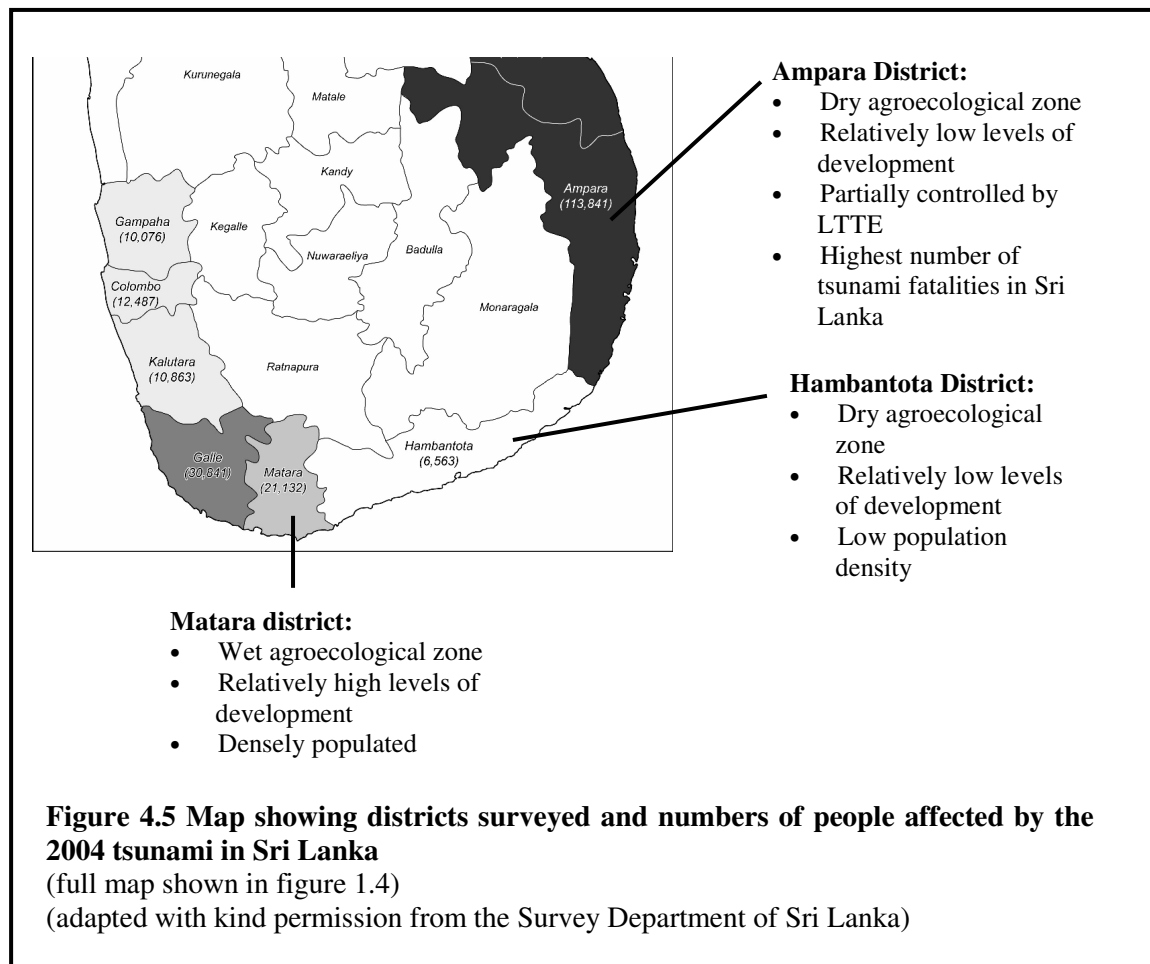 Kurunegala
Matale
Kandy
Ampara
(113,841)
Gampaha
(10,076)
Kegalle
Nuwaraeliya
Badulla
Colombo
(12,487)
Monaragala
Kalutara
(10,863)
Ratnapura
Galle
(30,841)
Matara
(21,132)
Hambantota
(6,563)
Ampara District:
• Dry agroecological zone
• Relatively low levels of
development
• Partially controlled by
LTTE
• Highest number of
tsunami fatalities in Sri
Lanka
Hambantota District:
• Dry agroecological
zone
• Relatively low levels
of development
• Low population
density
Matara district:
• Wet agroecological zone
• Relatively high levels of
development
• Densely populated
Figure 4.5 Map showing districts surveyed and numbers of people affected by the
2004 tsunami in Sri Lanka
(full map shown in figure 1.4)
(adapted with kind permission from the Survey Department of Sri Lanka)